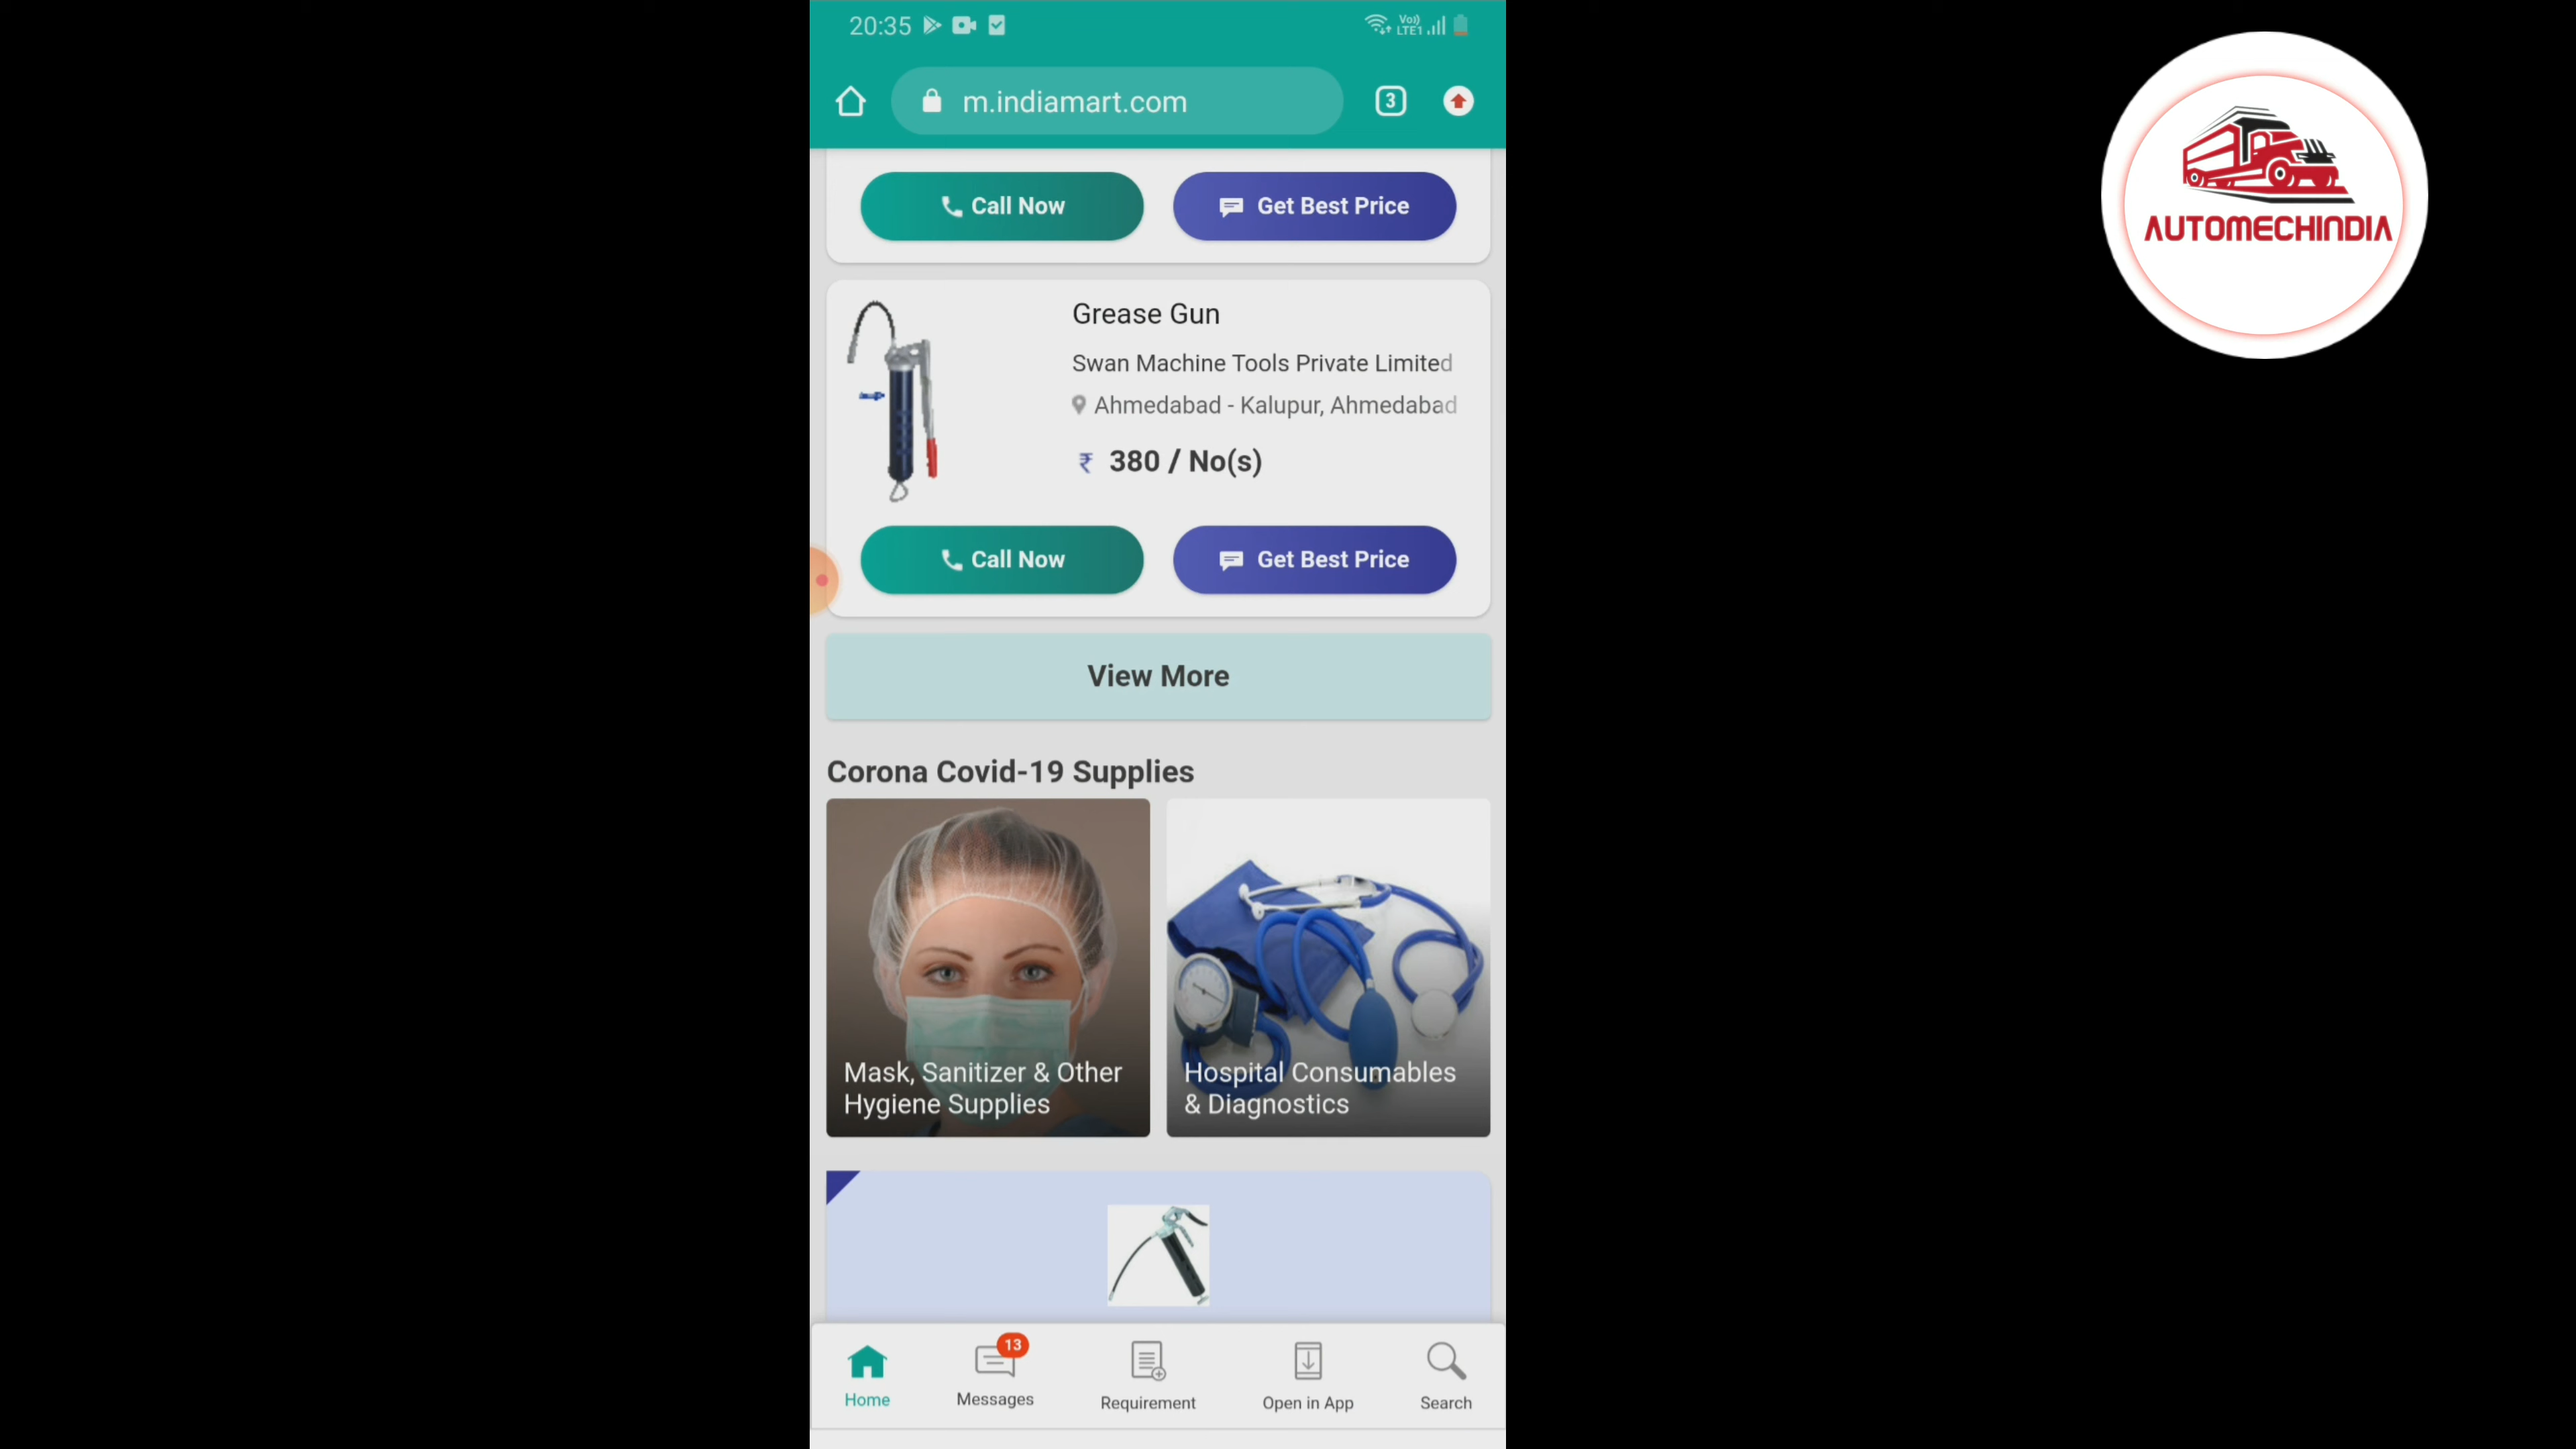 20:35
Vo))
LTE1
m.indiamart.com
3
AUTOMECHINDIA
Call Now
Get Best Price
Grease Gun
Swan Machine Tools Private Limited
Ahmedabad - Kalupur, Ahmedabad
₹ 380 / No(s)
Call Now
Get Best Price
View More
Corona Covid-19 Supplies
Mask, Sanitizer & Other
Hygiene Supplies
Hospital Consumables
& Diagnostics
13
Home
Messages
Requirement
Open in App
Search